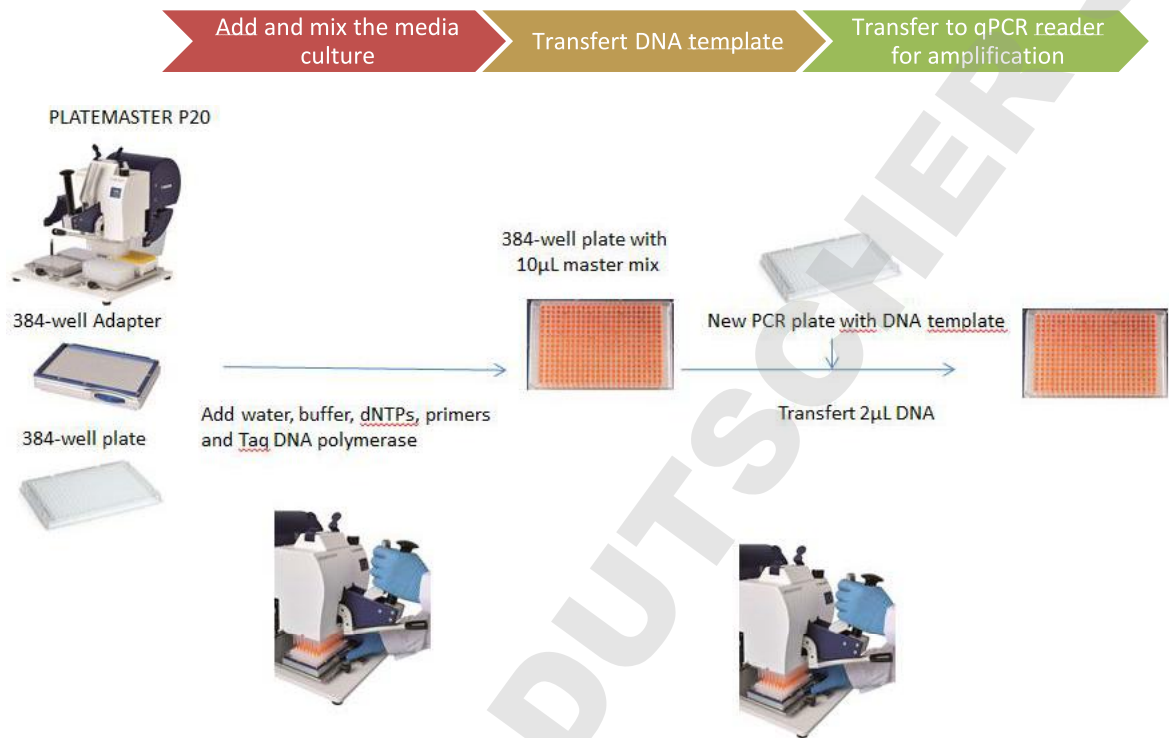 Add and mix the media
culture
Transfert DNA template
Transfer to qPCR reader
for amplification
PLATEMASTER P20
384-well Adapter
384-well plate
Add water, buffer, dNTPs, primers
and Taq DNA polymerase
384-well plate with
10µL master mix
New PCR plate with DNA template
Transfert 2µL DNA
DUTSCHER